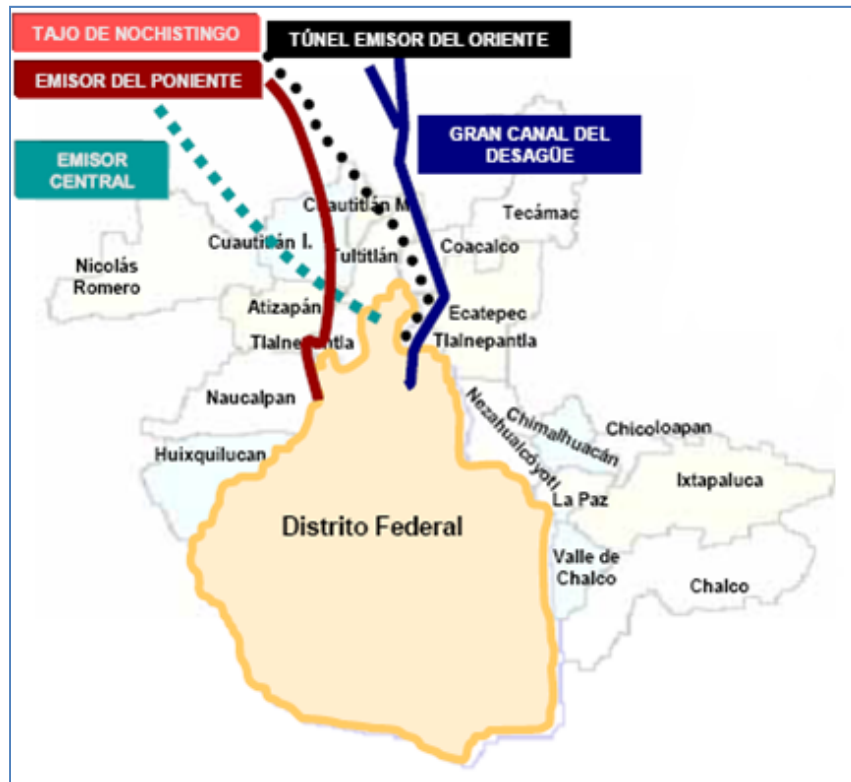 TAJO DE NOCHISTINGO
TÚNEL EMISOR DEL ORIENTE
EMISOR DEL PONIENTE
GRAN CANAL DEL
DESAGÜE
EMISOR
CENTRAL
Cuautitlán M.
Tecámac
Cuautitlán I.
Tultitlán
Coacalco
Nicolás
Romero
Atizapán
Ecatepec
Tlalnepantla
Tlalnepantla
Naucalpan
Nezahualcóyotl
Chimalhuacán
Chicoloapan
Huixquilucan
Ixtapaluca
La Paz
Distrito Federal
Valle de
Chalco
Chalco